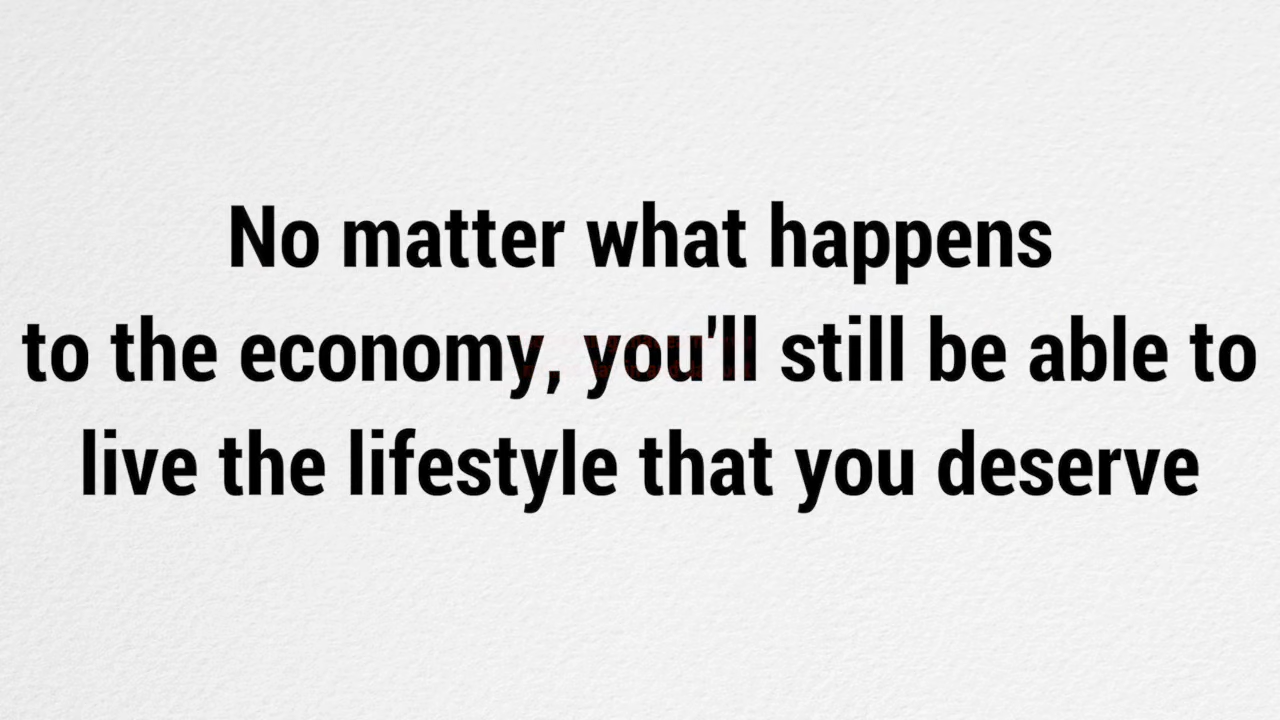 No matter what happens
to the economy, you'll still be able to
live the lifestyle that you deserve